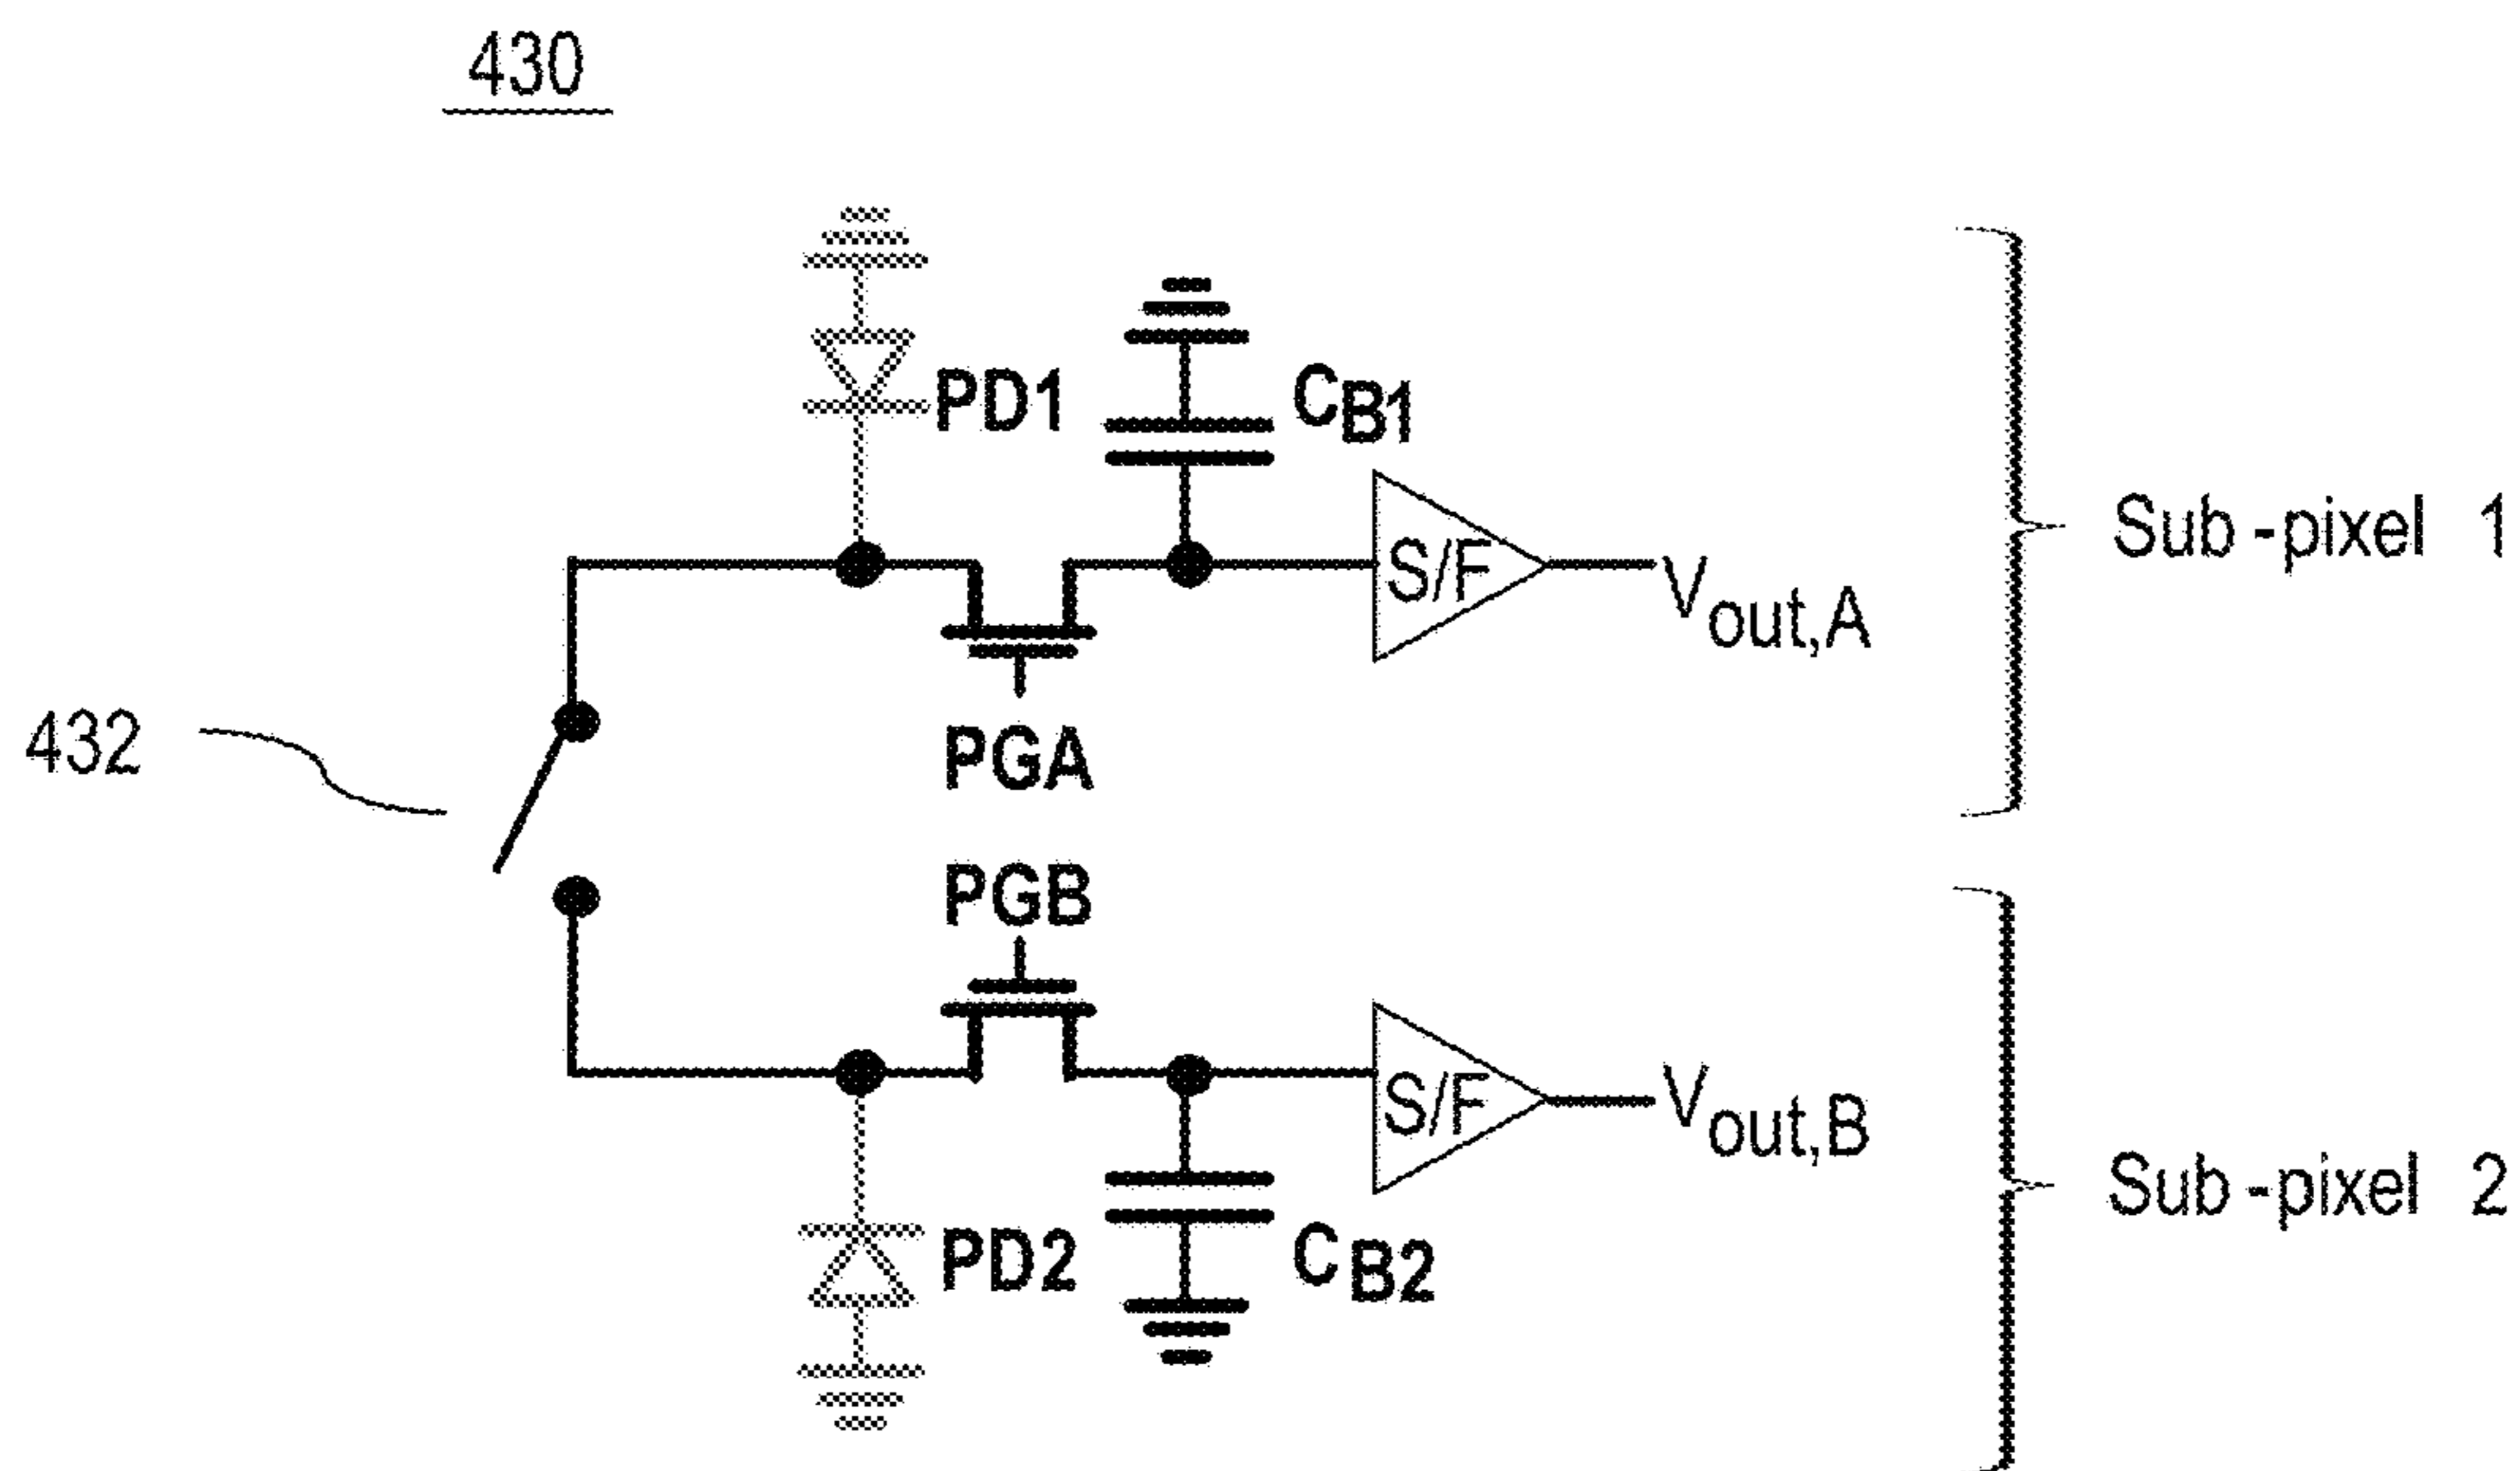 430
PD1
CB1
S/F
Vout,A
Sub-pixel 1
PGA
432
PGB
S/F
Vout,B
Sub-pixel 2
PD2
CB2